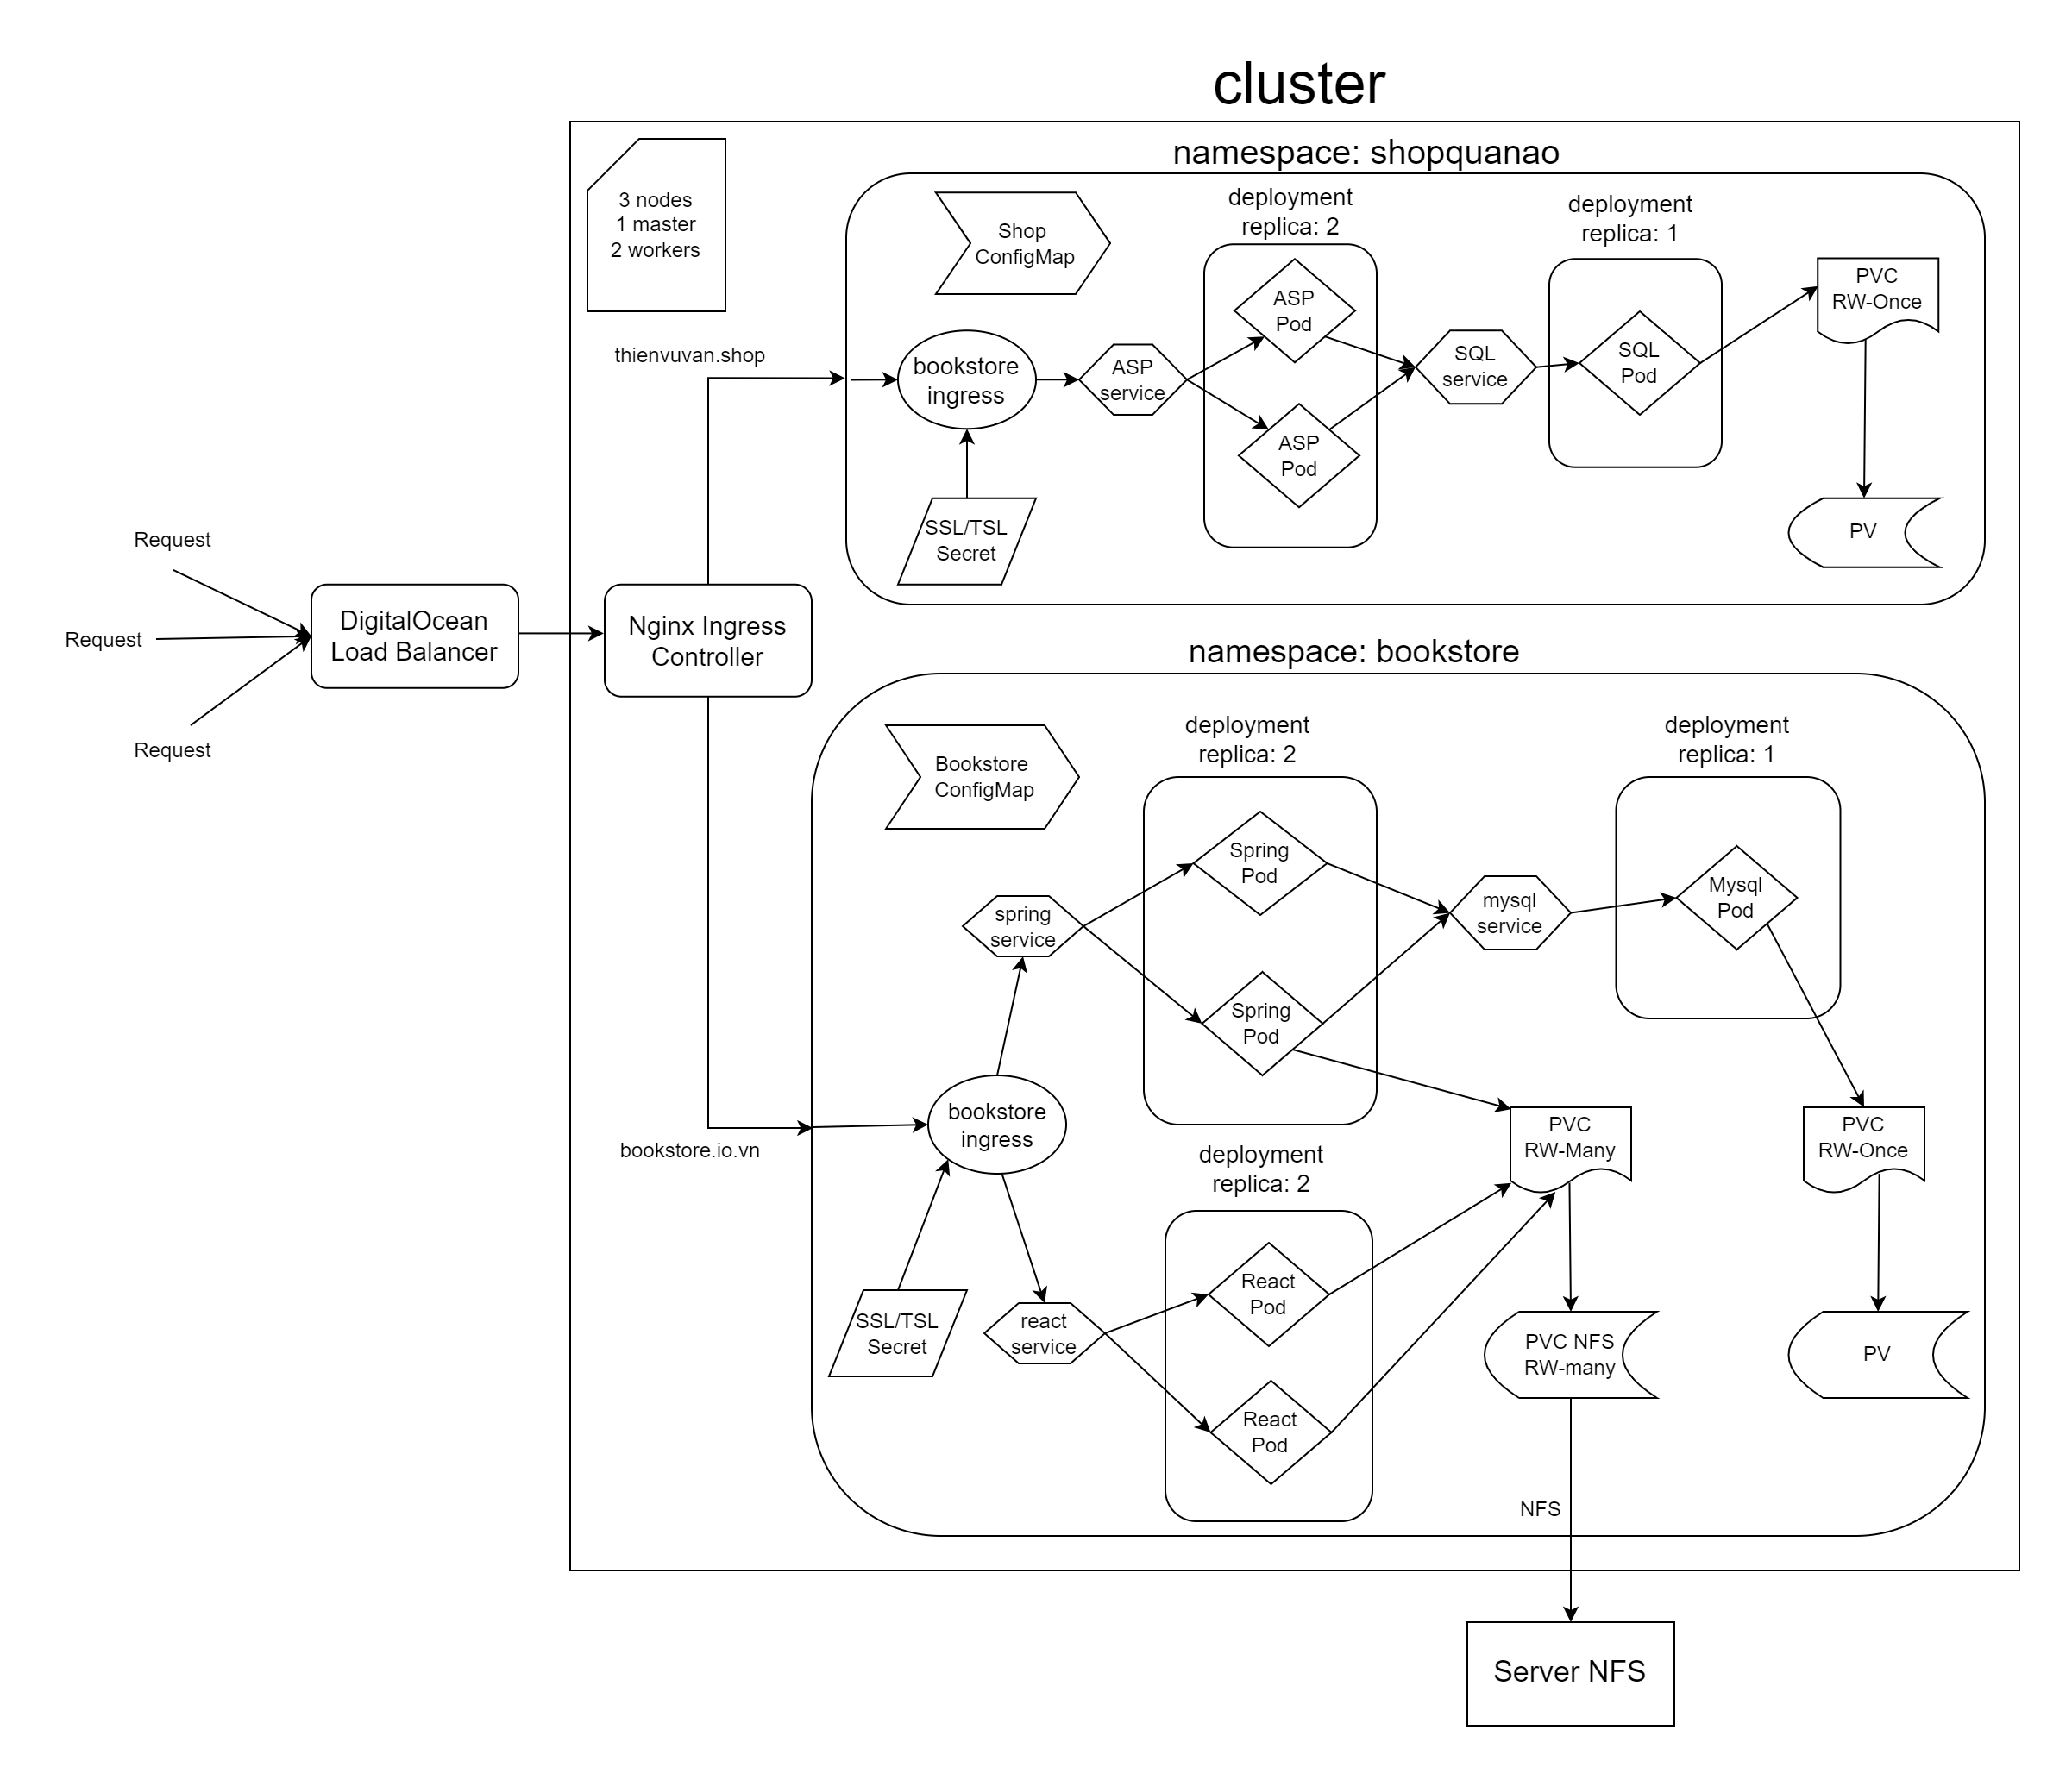 cluster
namespace: shopquanao
3 nodes
1 master
2 workers
Shop
ConfigMap
deployment
replica: 2
deployment
replica: 1
ASP
Pod
PVC
RW-Once
thienvuvan.shop
bookstore
ingress
ASP
service
SQL
service
SQL
Pod
ASP
Pod
SSL/TSL
Secret
PV
Request
Request
Request
DigitalOcean
Load Balancer
Nginx Ingress
Controller
namespace: bookstore
Bookstore
ConfigMap
deployment
replica: 2
deployment
replica: 1
Spring
Pod
spring
service
mysql
service
Mysql
Pod
Spring
Pod
bookstore
ingress
bookstore.io.vn
PVC
RW-Many
PVC
RW-Once
deployment
replica: 2
React
Pod
SSL/TSL
Secret
react
service
PVC NFS
RW-many
PV
React
Pod
NFS
Server NFS